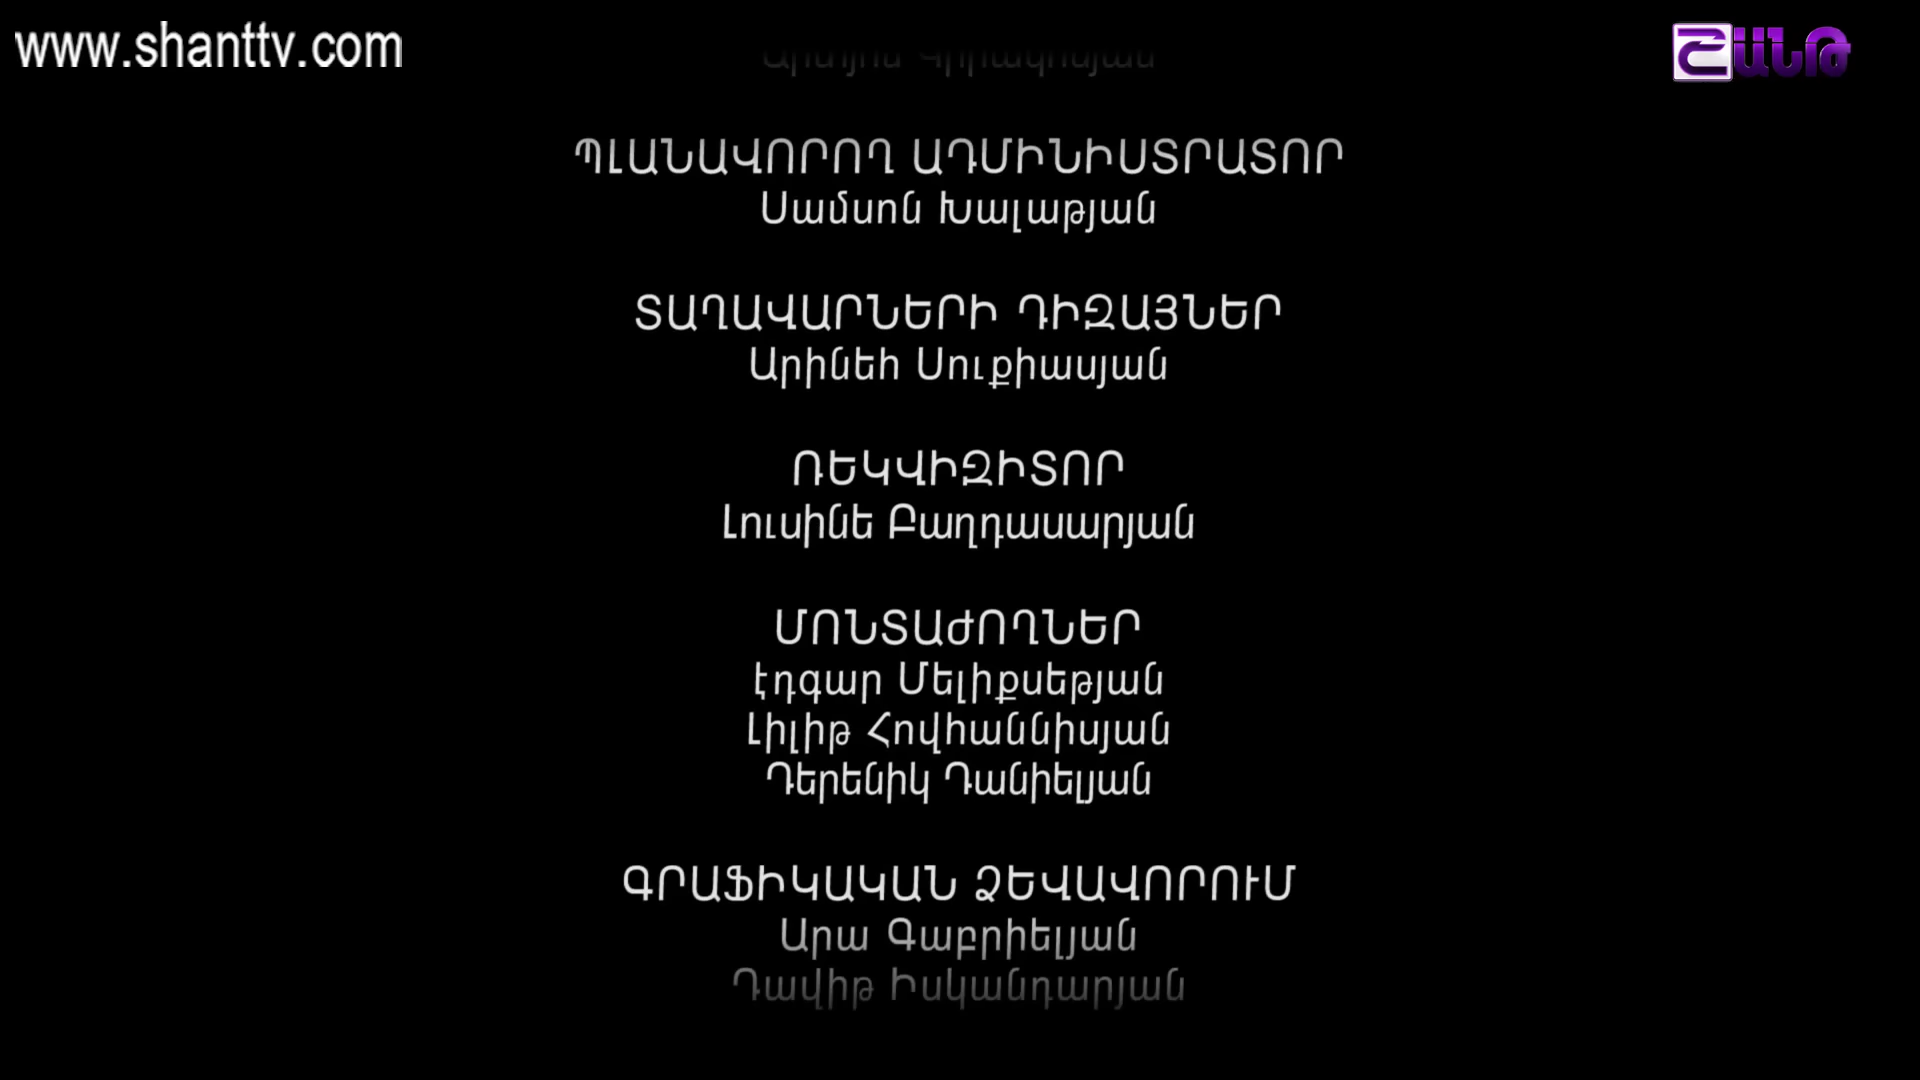 www.shanttv.com
ՇԱՆԹ
ՊԼԱՆԱՎՈՐՈՂ ԱԴՄԻՆԻՍՏՐԱՏՈՐ
Սամսոն Խալաթյան
ՏԱՂԱՎԱՐՆԵՐԻ ԴԻԶԱՅՆԵՐ
Արինեհ Սուքիասյան
ՌԵԿՎԻԶԻՏՈՐ
Լուսինե Բաղդասարյան
ՄՈՆՏԱԺՈՂՆԵՐ
Էդգար Մելիքսեթյան
Լիլիթ Հովհաննիսյան
Դերենիկ Դանիելյան
ԳՐԱՖԻԿԱԿԱՆ ՁԵՎԱՎՈՐՈՒՄ
Արա Գաբրիելյան
Դավիթ Իսկանդարյան